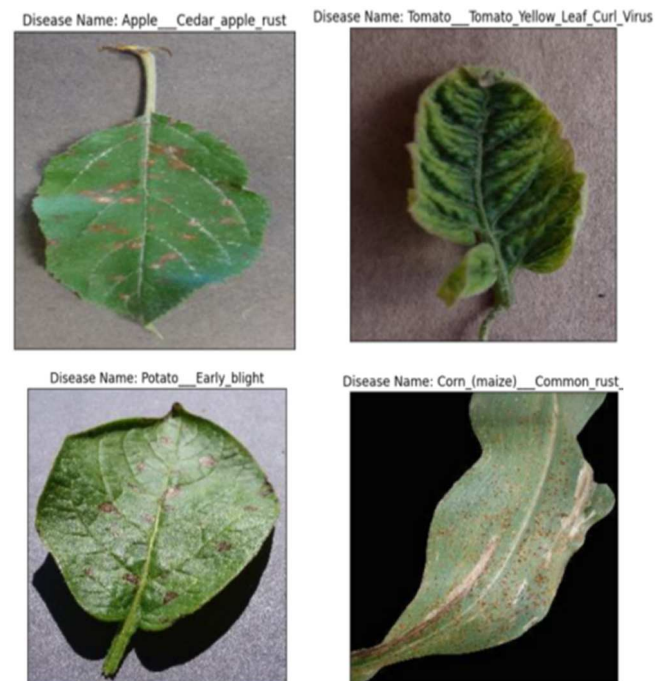 Disease Name: Apple___Cedar_apple_rust
Disease Name: Tomato___Tomato_Yellow_Leaf_Curl_Virus
Disease Name: Potato___Early_blight
Disease Name: Corn_(maize)___Common_rust_